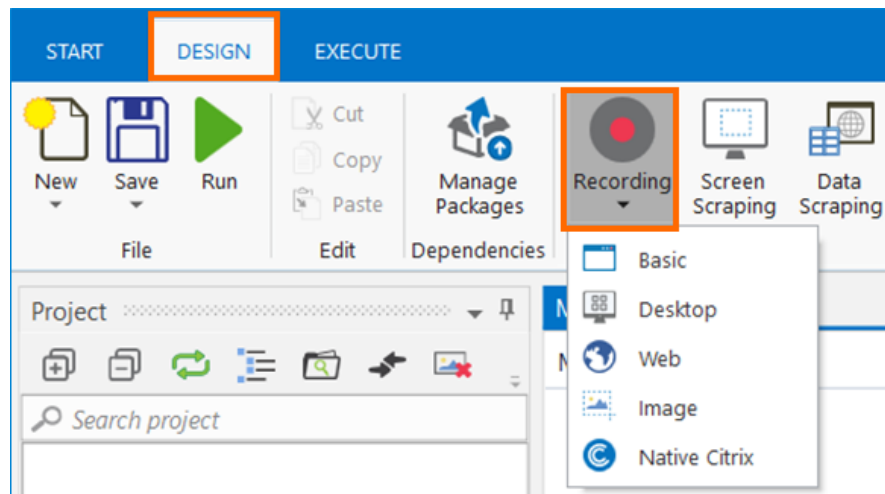 START DESIGN EXECUTE
New Save Run
Cut
Copy
Paste
Manage
Packages
Recording
Screen
Scraping
Data
Scraping
File Edit Dependencies
Basic
Desktop
Web
Image
Native Citrix
Project
Search project